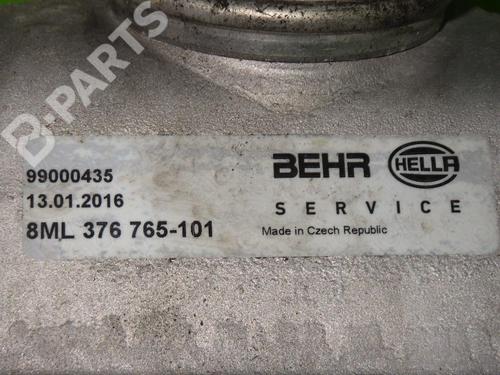 B-PARTS
99000435
13.01.2016
8ML 376 765-101
BEHR HELLA
SERVICE
Made in Czech Republic